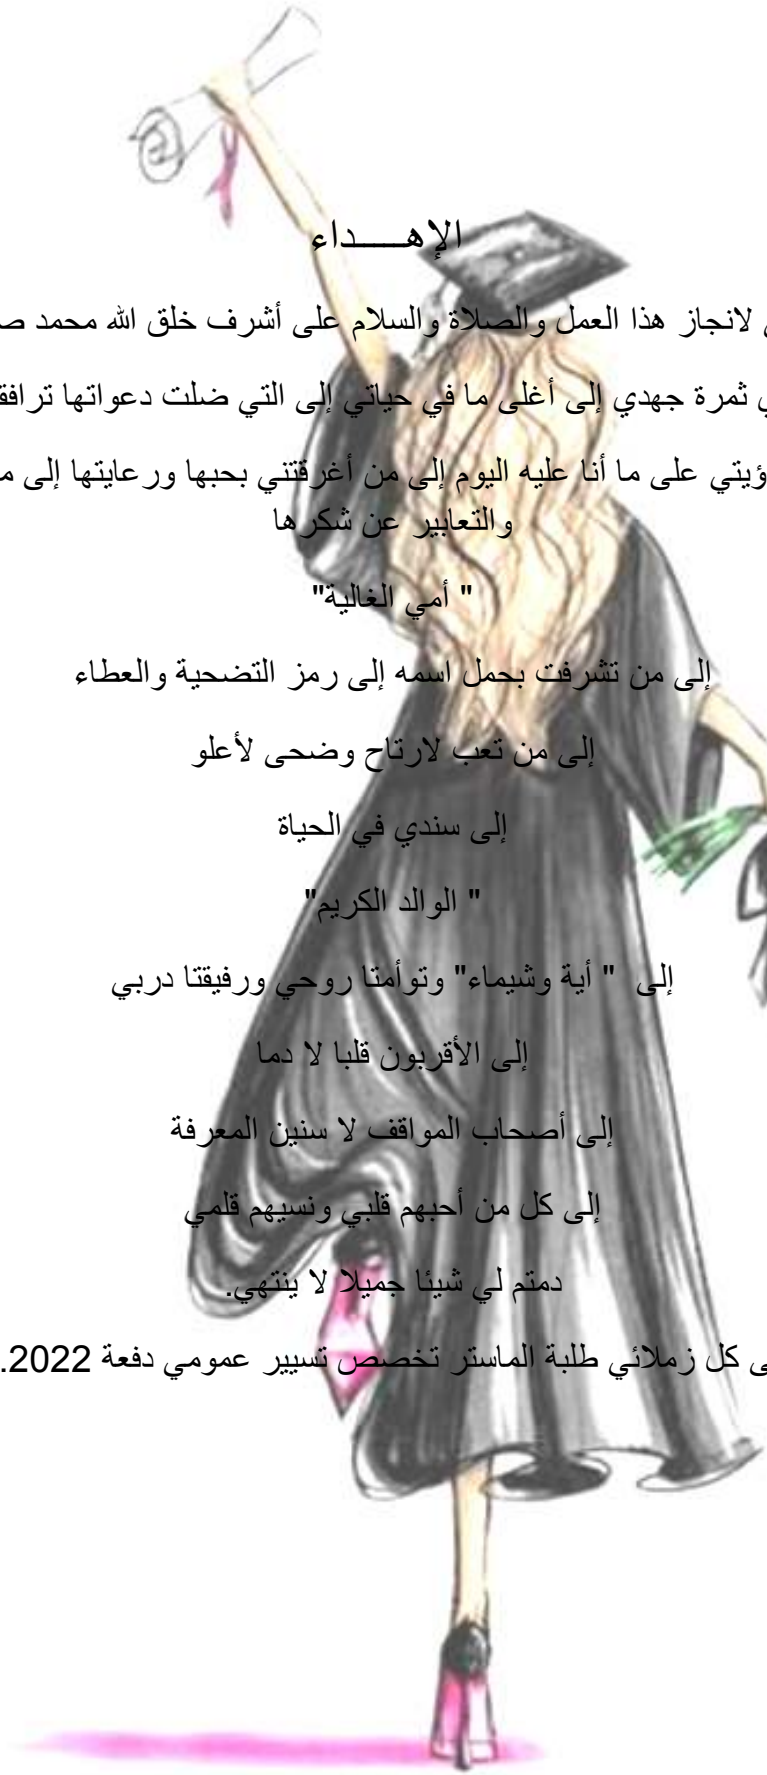 الإهــــداء
لانجاز هذا العمل والصلاة والسلام على أشرف خلق الله محمد
ثمرة جهدي إلى أغلى ما في حياتي إلى التي ضلت دعواتها
على ما أنا عليه اليوم إلى من أغرقتني بحبها ورعايتها إلى
والتعابير عن شكرها
" أمي الغالية"
إلى من تشرفت بحمل اسمه إلى رمز التضحية والعطاء
إلى من تعب لارتاح وضحى لأعلو
إلى سندي في الحياة
" الوالد الكريم"
إلى " أية وشيماء" وتوأمتا روحي ورفيقتا دربي
إلى الأقربون قلبا لا دما
إلى أصحاب المواقف لا سنين المعرفة
إلى كل من أحبهم قلبي ونسيهم قلمي
دمتم لي شيئا جميلا لا ينتهي.
كل زملائي طلبة الماستر تخصص تسيير عمومي دفعة 2022.